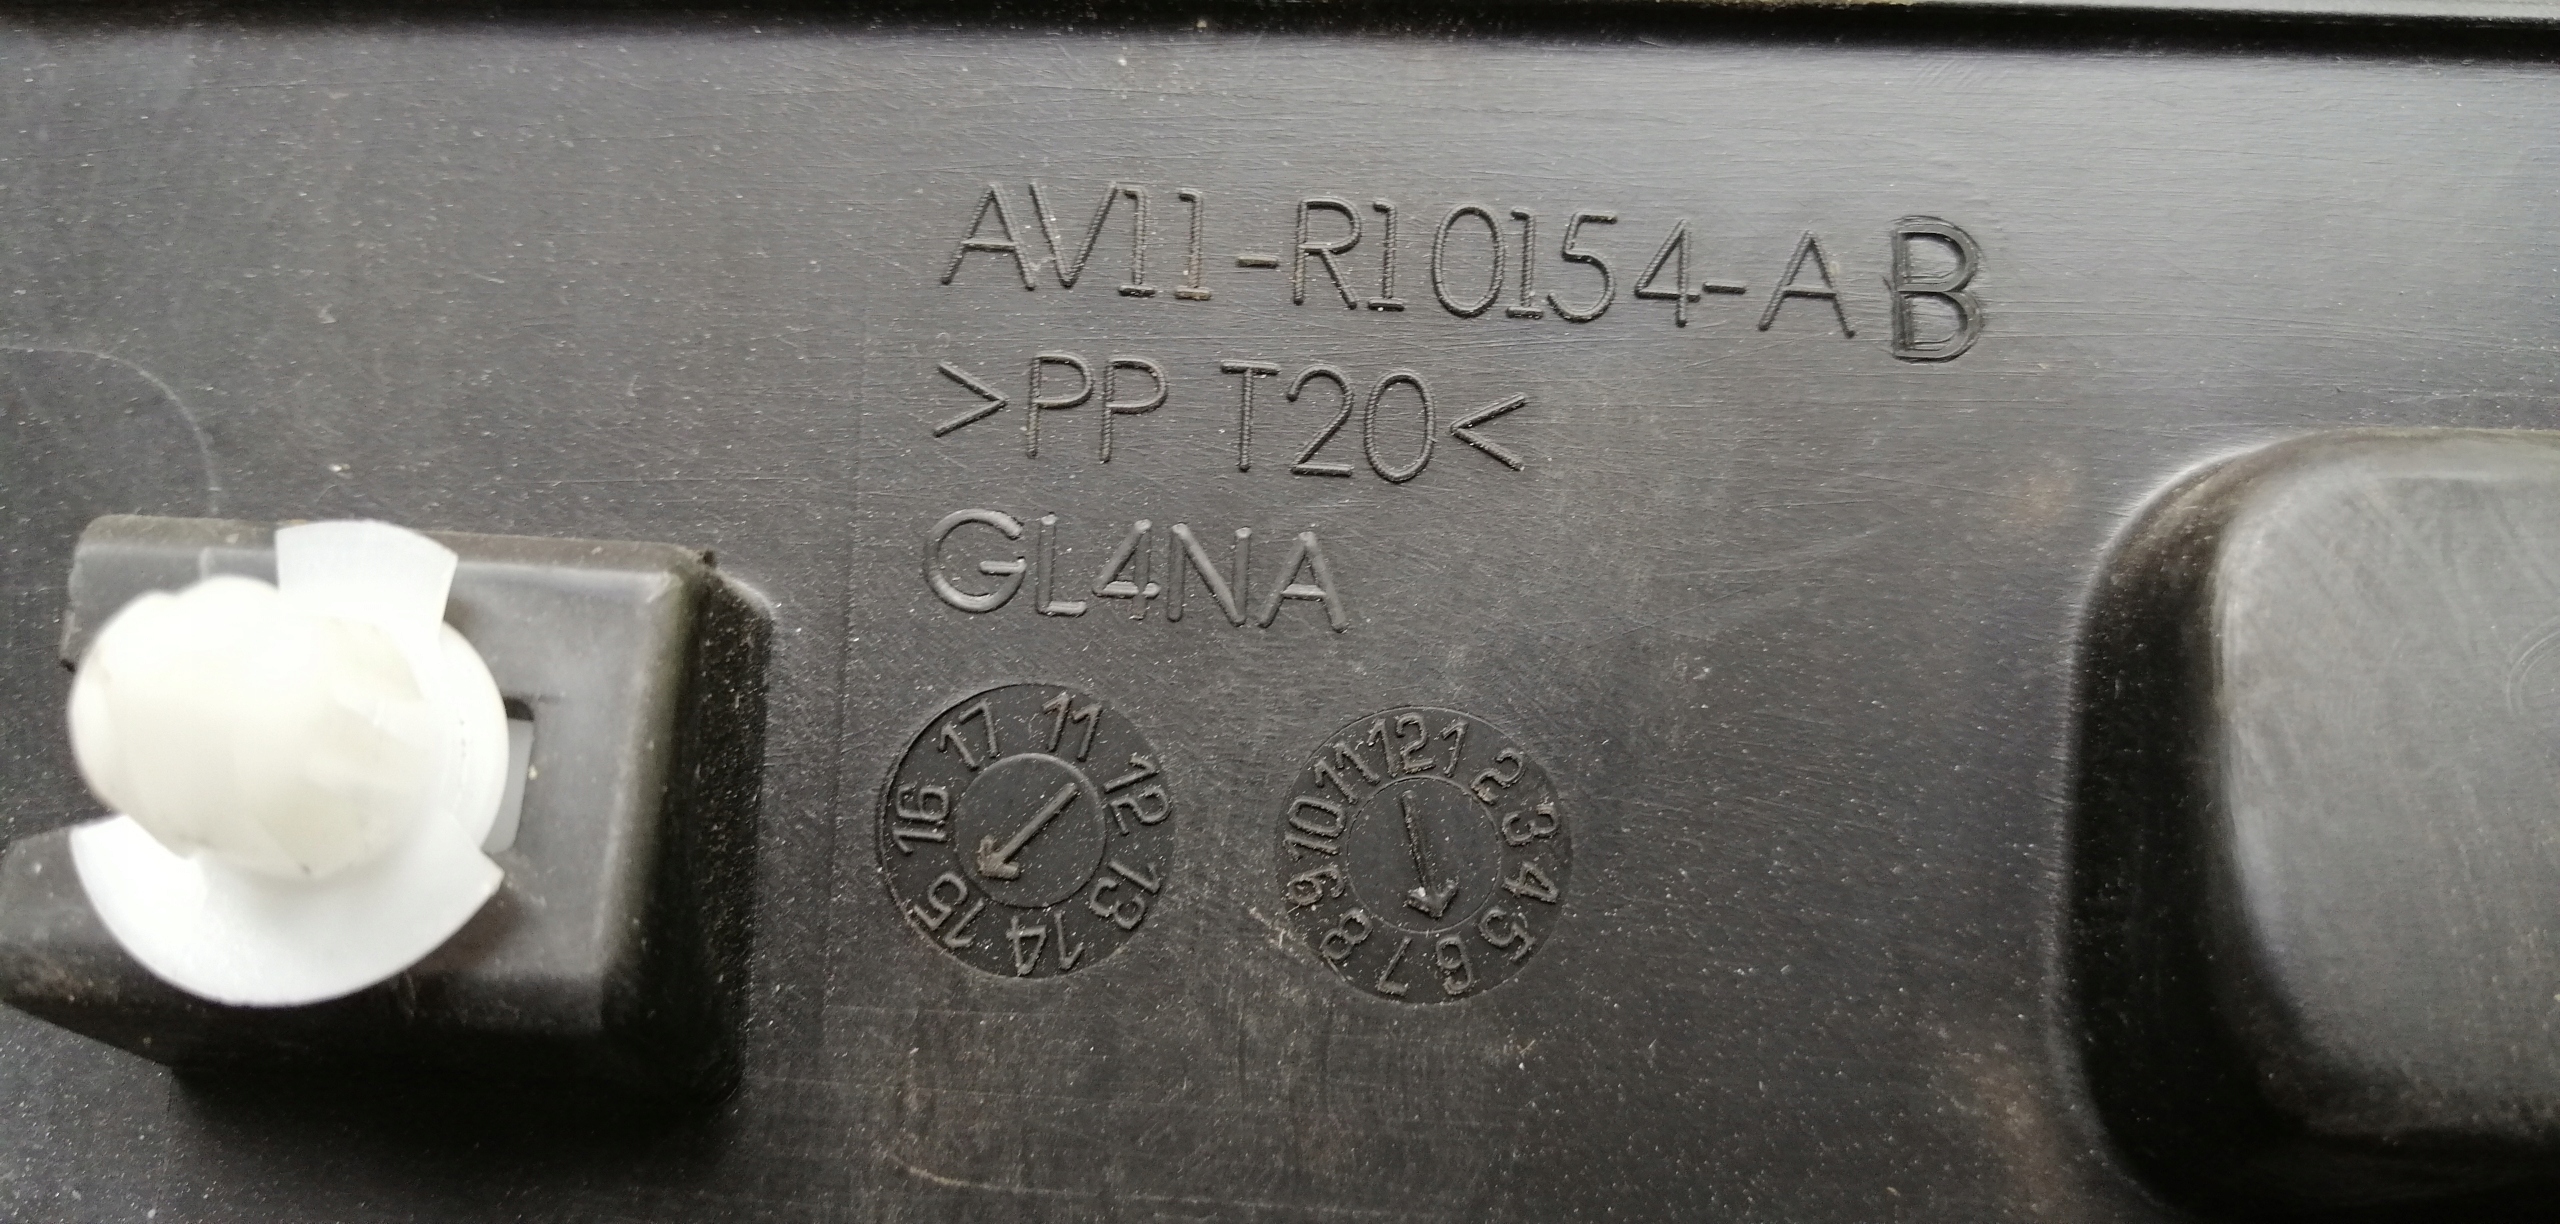 AV11-R10154-AB
>PP T20<
GL4NA
11 12 13 14 15 16 17
1 2 3 4 5 6 7 8 9 10 11 12